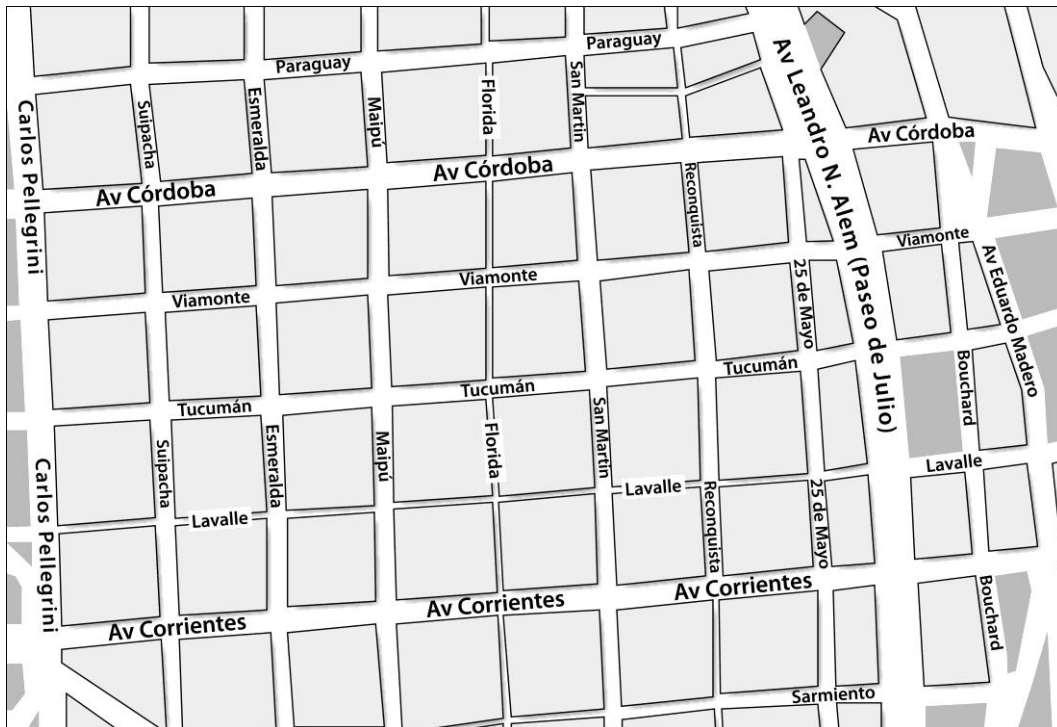 Paraguay
Paraguay
Carlos Pellegrini
Suipacha
Esmeralda
Maipú
Florida
San Martin
Av Leandro N. Alem (Paseo de Julio)
Av Córdoba
Av Córdoba
Av Córdoba
Reconquista
Viamonte
Viamonte
Viamonte
25 de Mayo
Av Eduardo Madero
Tucumán
Tucumán
Tucumán
Bouchard
Carlos Pellegrini
Suipacha
Esmeralda
Maipú
Florida
San Martin
Lavalle
Lavalle
Lavalle
Reconquista
25 de Mayo
Av Corrientes
Av Corrientes
Av Corrientes
Bouchard
Sarmiento